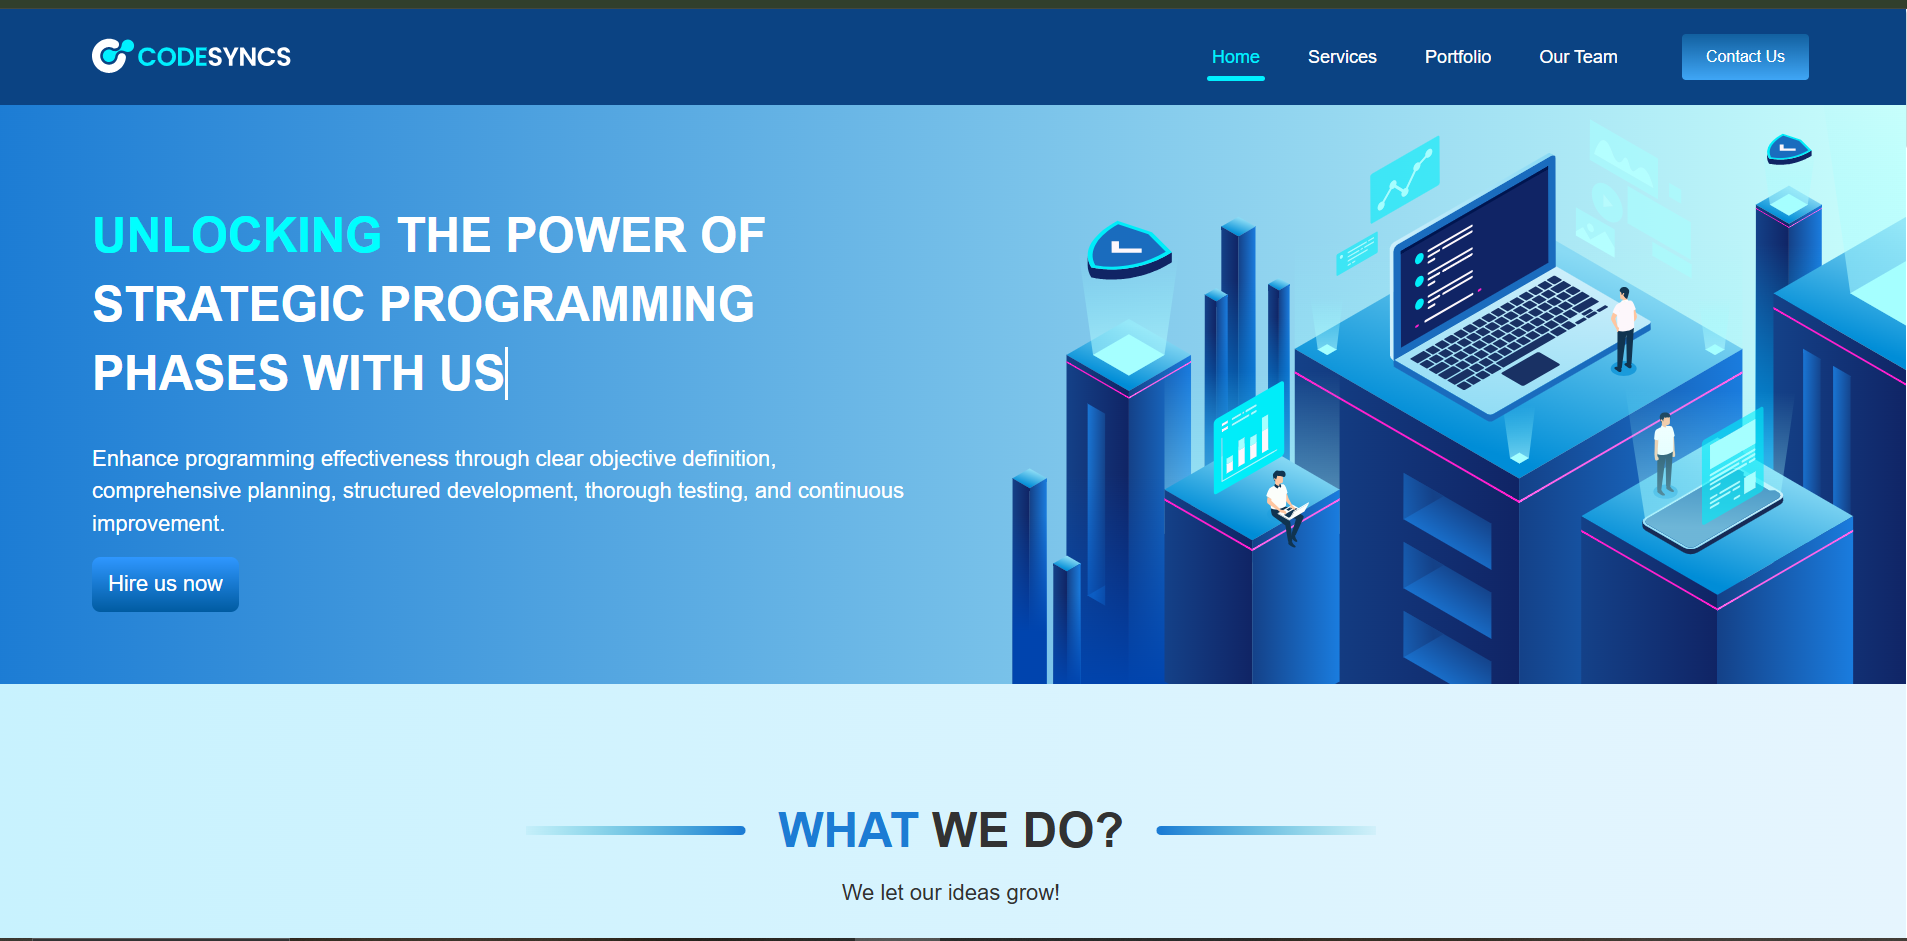 CODESYNCS
Home
Services
Portfolio
Our Team
Contact Us
UNLOCKING THE POWER OF
STRATEGIC PROGRAMMING
PHASES WITH US
Enhance programming effectiveness through clear objective definition,
comprehensive planning, structured development, thorough testing, and continuous
improvement.
Hire us now
WHAT WE DO?
We let our ideas grow!